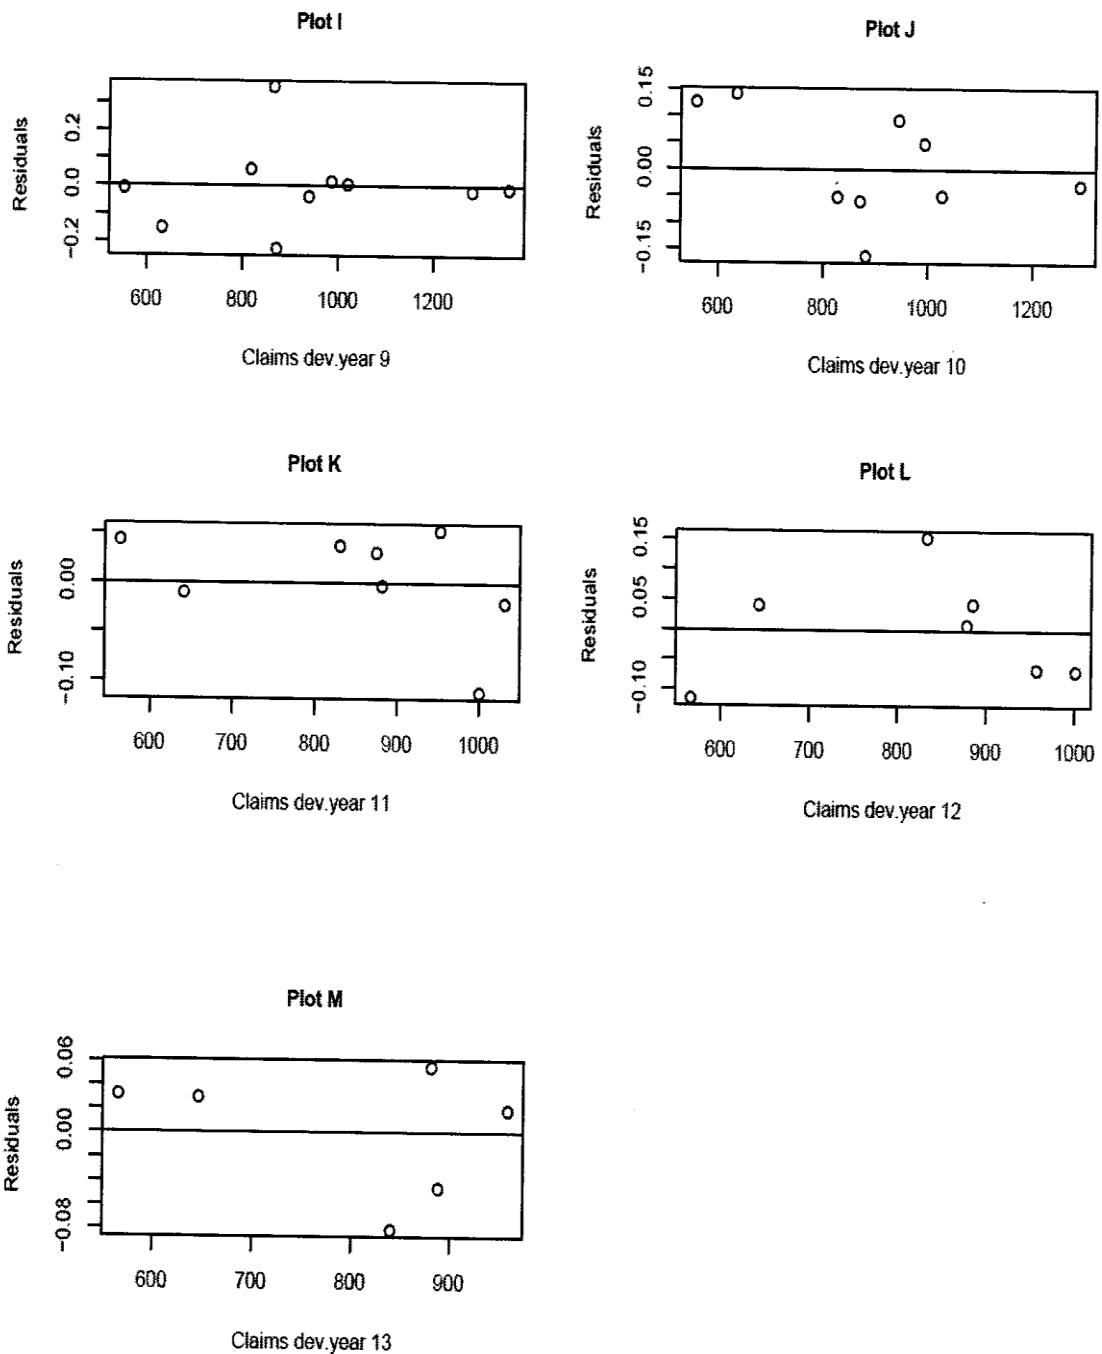 Plot I
Residuals
0.2
0.0
-0.2
600 800 1000 1200
Claims dev.year 9
Plot J
Residuals
0.15
0.00
-0.15
600 800 1000 1200
Claims dev.year 10
Plot K
Residuals
0.00
-0.10
600 700 800 900 1000
Claims dev.year 11
Plot L
Residuals
0.15
0.05
-0.10
600 700 800 900 1000
Claims dev.year 12
Plot M
Residuals
0.06
0.00
-0.08
600 700 800 900
Claims dev.year 13